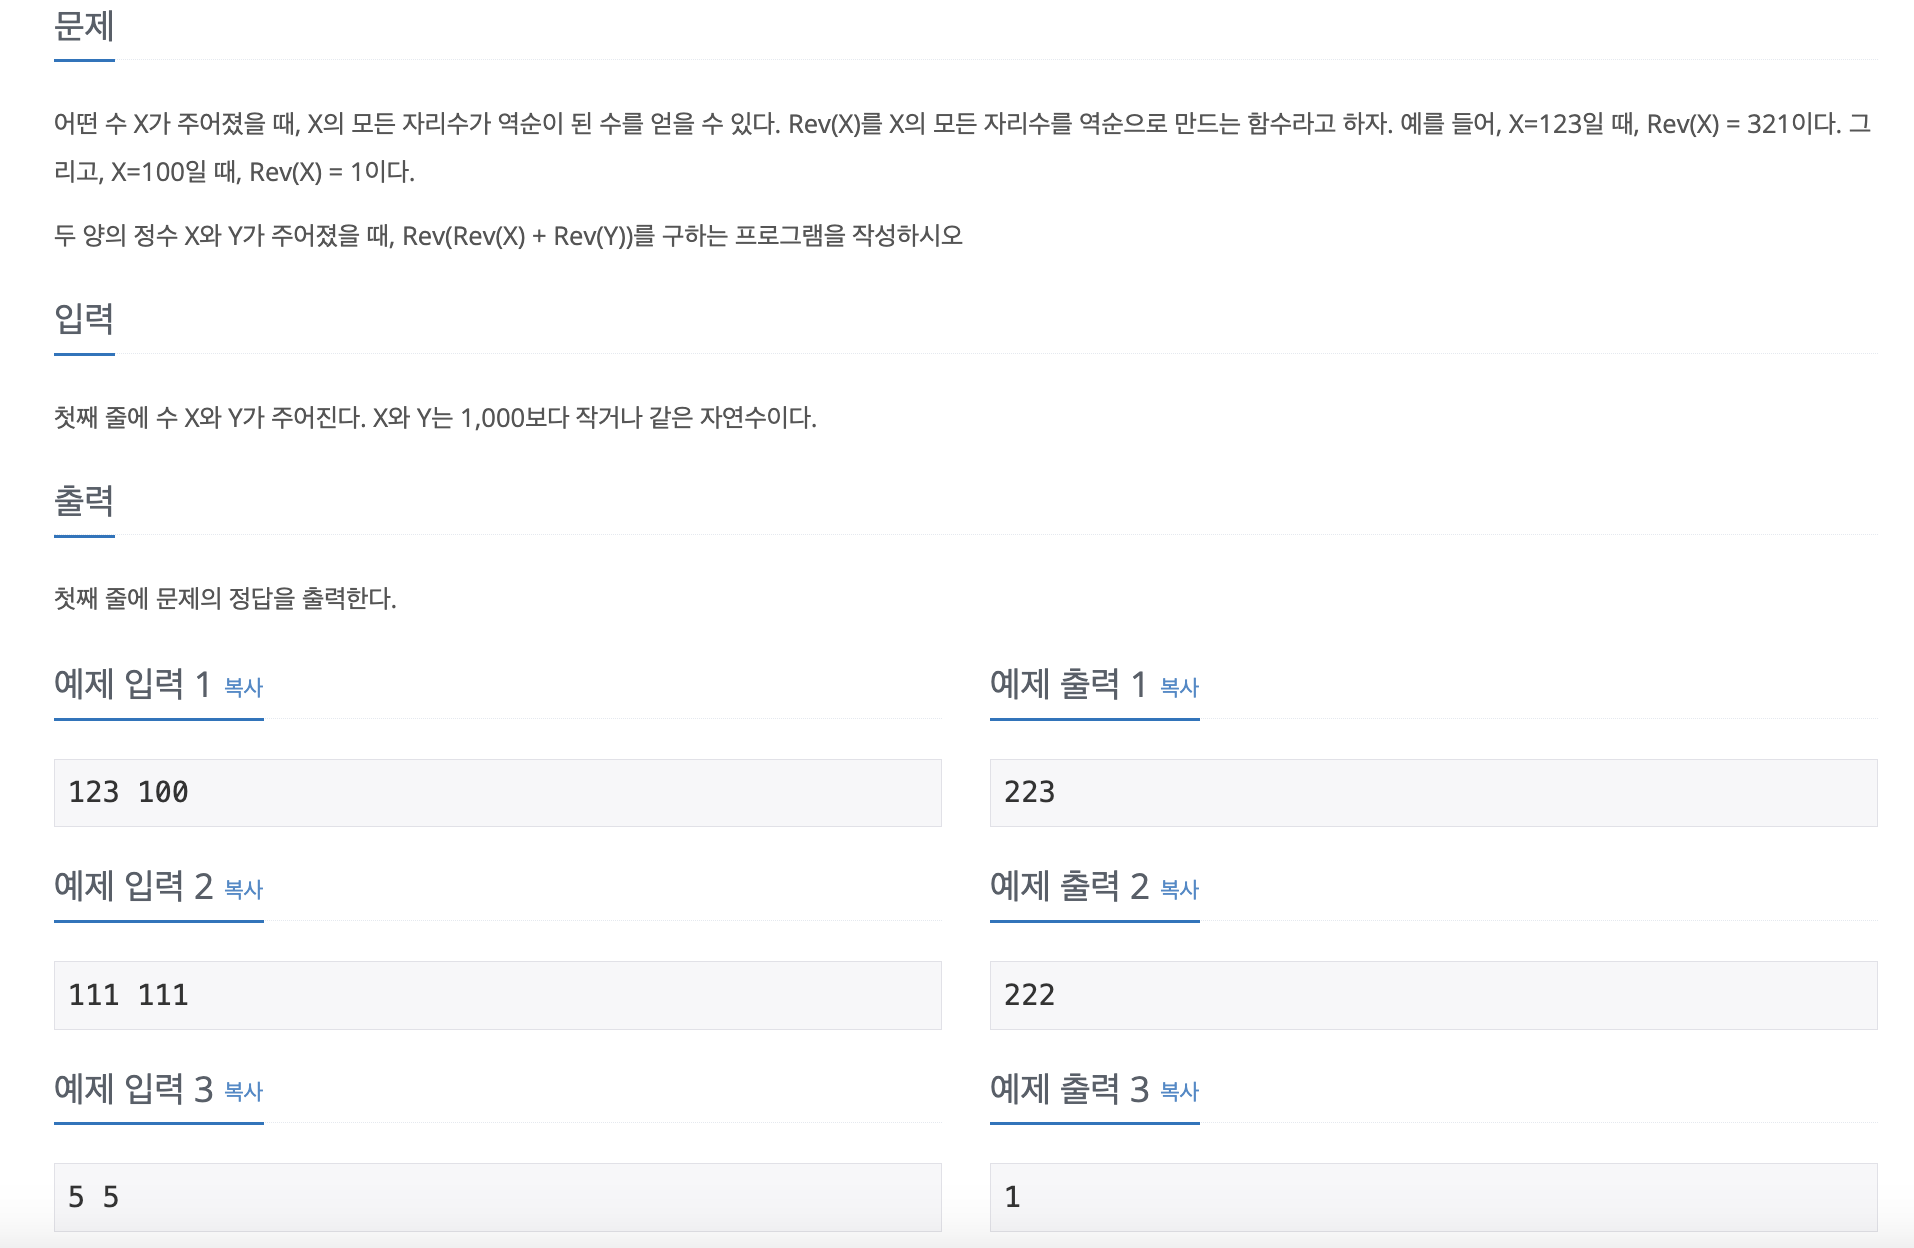 문제
어떤 수 X가 주어졌을 때, X의 모든 자리수가 역순이 된 수를 얻을 수 있다. Rev(X)를 X의 모든 자리수를 역순으로 만드는 함수라고 하자. 예를 들어, X=123일 때, Rev(X) = 321이다. 그
리고, X=100일 때, Rev(X) = 1이다.
두 양의 정수 X와 Y가 주어졌을 때, Rev(Rev(X) + Rev(Y))를 구하는 프로그램을 작성하시오
입력
첫째 줄에 수 X와 Y가 주어진다. X와 Y는 1,000보다 작거나 같은 자연수이다.
출력
첫째 줄에 문제의 정답을 출력한다.
예제 입력 1 복사
123 100
예제 출력 1 복사
223
예제 입력 2 복사
111 111
예제 출력 2 복사
222
예제 입력 3 복사
5 5
예제 출력 3 복사
1